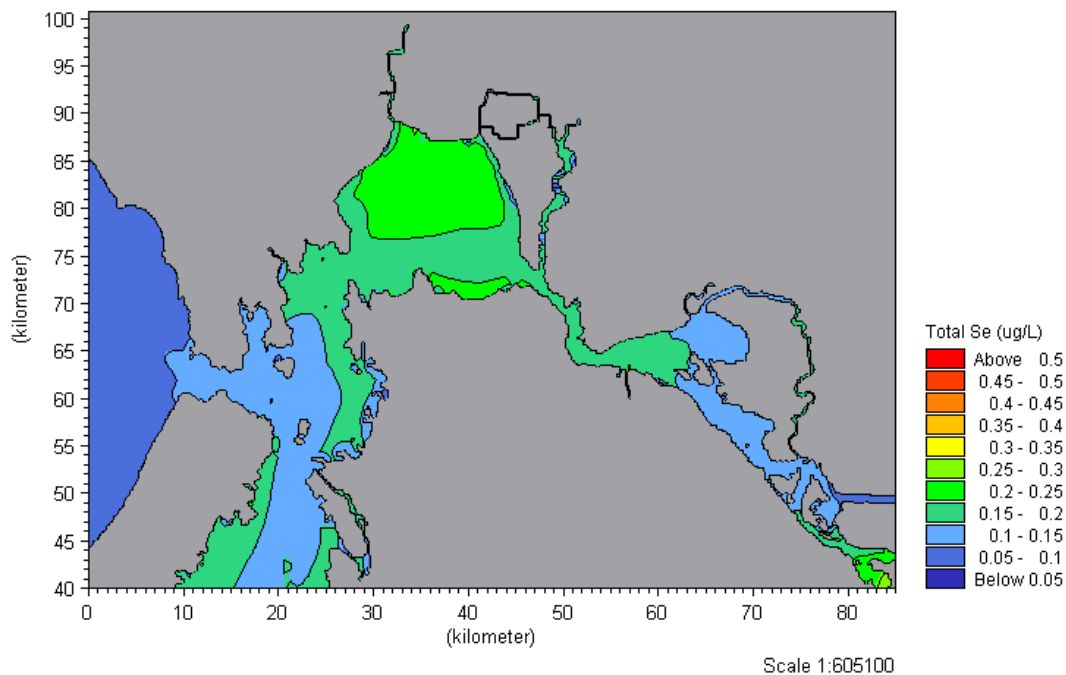 100
95
90
85
80
75
70
65
60
55
50
45
40
(kilometer)
0 10 20 30 40 50 60 70 80
(kilometer)
Total Se (ug/L)
Above 0.5
0.45 - 0.5
0.4 - 0.45
0.35 - 0.4
0.3 - 0.35
0.25 - 0.3
0.2 - 0.25
0.15 - 0.2
0.1 - 0.15
0.05 - 0.1
Below 0.05
Scale 1:605100